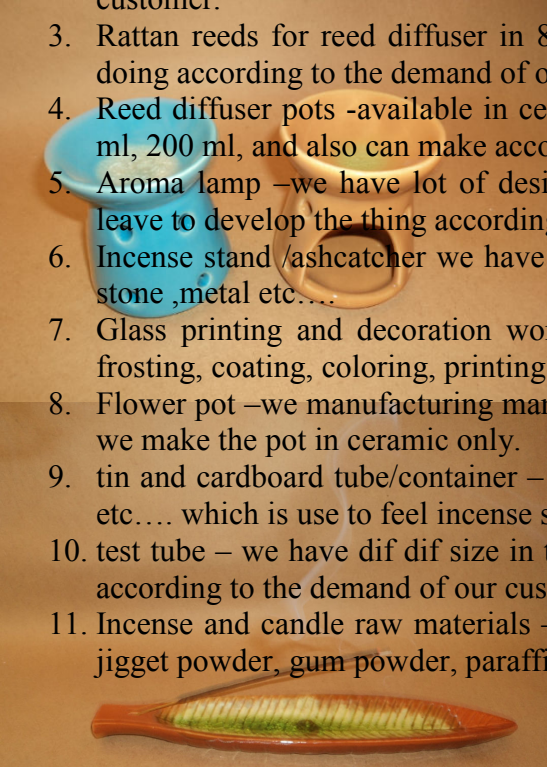 customer.
3. Rattan reeds for reed diffuser in 8
doing according to the demand of o
4. Reed diffuser pots -available in ce
ml, 200 ml, and also can make acco
5. Aroma lamp –we have lot of desi
leave to develop the thing according
6. Incense stand /ashcatcher we have
stone ,metal etc….
7. Glass printing and decoration wor
frosting, coating, coloring, printing
8. Flower pot –we manufacturing man
we make the pot in ceramic only.
9. tin and cardboard tube/container –
etc…. which is use to feel incense s
10. test tube – we have dif dif size in t
according to the demand of our cus
11. Incense and candle raw materials –
jigget powder, gum powder, paraffi